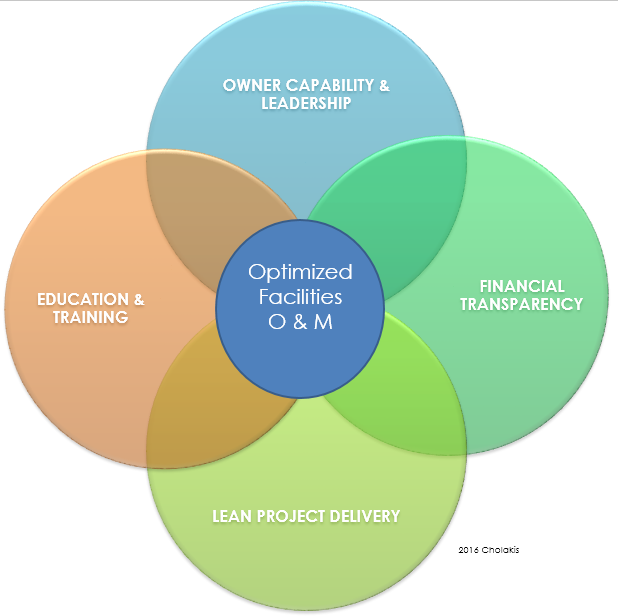 OWNER CAPABILITY &
LEADERSHIP
Optimized
Facilities
O & M
EDUCATION &
TRAINING
FINANCIAL
TRANSPARENCY
LEAN PROJECT DELIVERY
2016 Cholakis